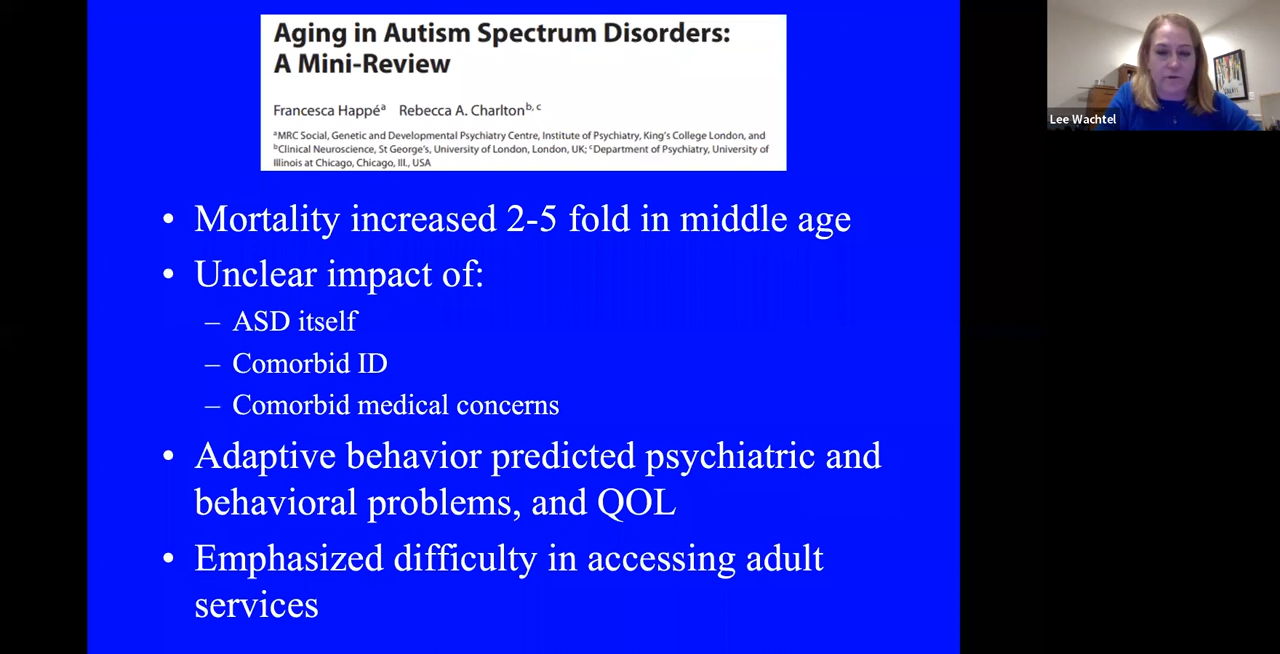 Aging in Autism Spectrum Disorders:
A Mini-Review
Francesca Happéa Rebecca A. Charltonb, c
aMRC Social, Genetic and Developmental Psychiatry Centre, Institute of Psychiatry, King's College London, and
bClinical Neuroscience, St George's, University of London, London, UK; cDepartment of Psychiatry, University of
Illinois at Chicago, Chicago, Ill., USA
Lee Wachtel
• Mortality increased 2-5 fold in middle age
• Unclear impact of:
– ASD itself
– Comorbid ID
– Comorbid medical concerns
• Adaptive behavior predicted psychiatric and
behavioral problems, and QOL
• Emphasized difficulty in accessing adult
services